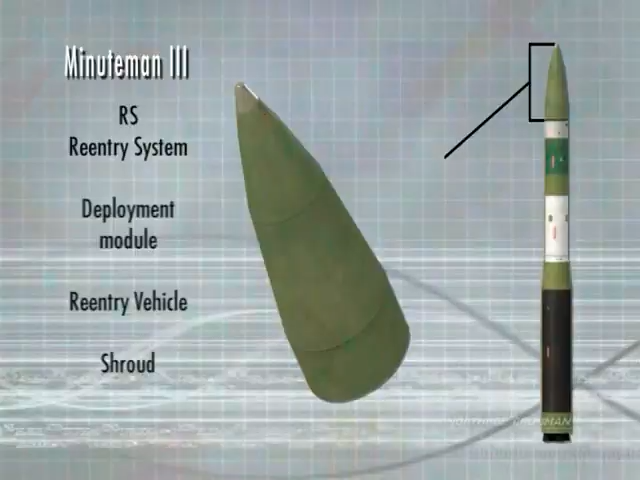 Minuteman III
RS
Reentry System
Deployment
module
Reentry Vehicle
Shroud